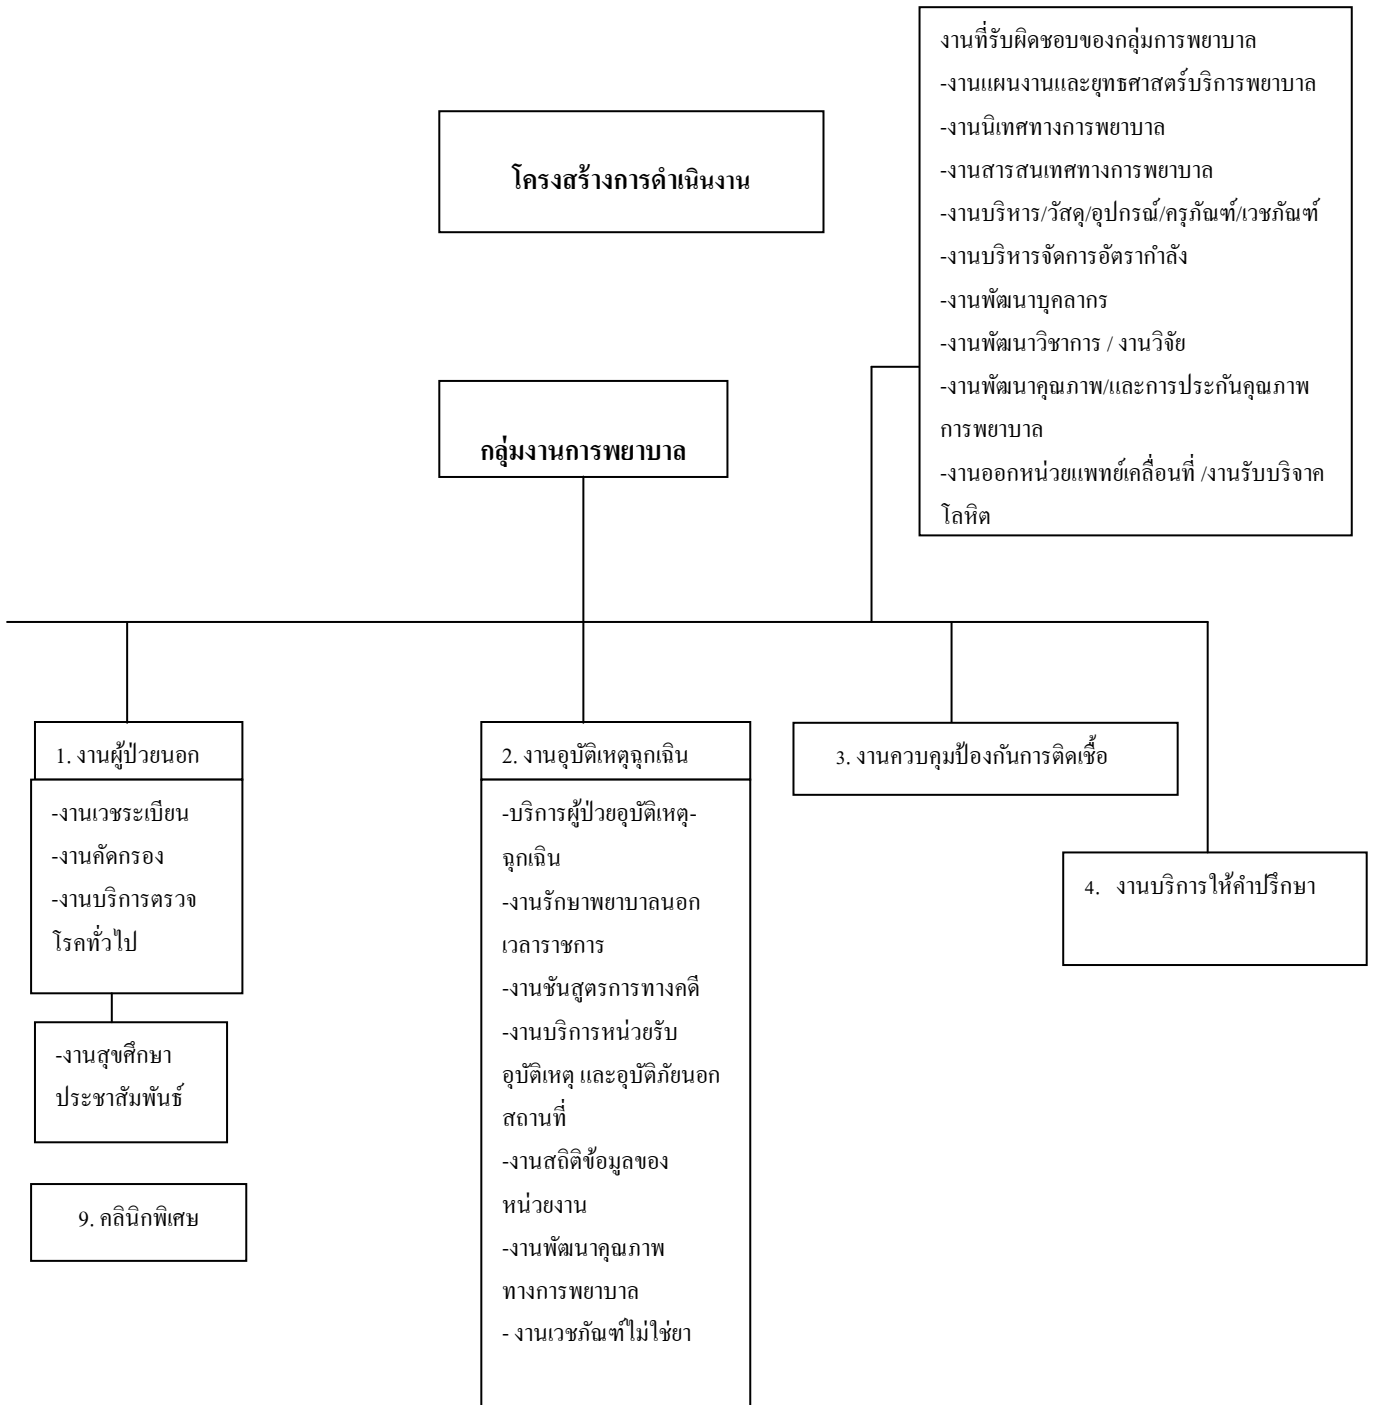 งานที่รับผิดชอบของกลุ่มการพยาบาล
-งานแผนงานและยุทธศาสตร์บริการพยาบาล
-งานนิเทศทางการพยาบาล
-งานสารสนเทศทางการพยาบาล
-งานบริหาร/วัสดุ/อุปกรณ์/ครุภัณฑ์/เวชภัณฑ์
-งานบริหารจัดการอัตรากำลัง
-งานพัฒนาบุคลากร
-งานพัฒนาวิชาการ / งานวิจัย
-งานพัฒนาคุณภาพ/และการประกันคุณภาพ
การพยาบาล
-งานออกหน่วยแพทย์เคลื่อนที่ /งานรับบริจาค
โลหิต
โครงสร้างการดำเนินงาน
กลุ่มงานการพยาบาล
1. งานผู้ป่วยนอก
-งานเวชระเบียน
-งานคัดกรอง
-งานบริการตรวจ
โรคทั่วไป
-งานสุขศึกษา
ประชาสัมพันธ์
9. คลินิกพิเศษ
2. งานอุบัติเหตุฉุกเฉิน
-บริการผู้ป่วยอุบัติเหตุ-
ฉุกเฉิน
-งานรักษาพยาบาลนอก
เวลาราชการ
-งานชันสูตรการทางคดี
-งานบริการหน่วยรับ
อุบัติเหตุ และอุบัติภัยนอก
สถานที่
-งานสถิติข้อมูลของ
หน่วยงาน
-งานพัฒนาคุณภาพ
ทางการพยาบาล
- งานเวชภัณฑ์ไม่ใช่ยา
3. งานควบคุมป้องกันการติดเชื้อ
4. งานบริการให้คำปรึกษา